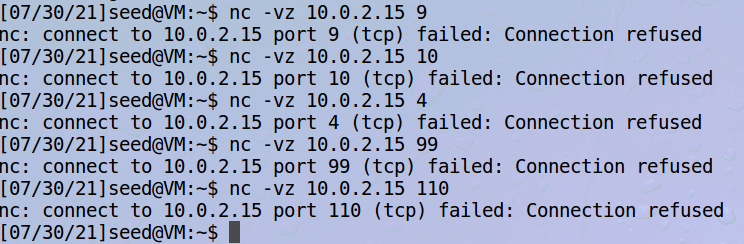 [07/30/21]seed@VM:~$ nc -vz 10.0.2.15 9
nc: connect to 10.0.2.15 port 9 (tcp) failed: Connection refused
[07/30/21]seed@VM:~$ nc -vz 10.0.2.15 10
nc: connect to 10.0.2.15 port 10 (tcp) failed: Connection refused
[07/30/21]seed@VM:~$ nc -vz 10.0.2.15 4
nc: connect to 10.0.2.15 port 4 (tcp) failed: Connection refused
[07/30/21]seed@VM:~$ nc -vz 10.0.2.15 99
nc: connect to 10.0.2.15 port 99 (tcp) failed: Connection refused
[07/30/21]seed@VM:~$ nc -vz 10.0.2.15 110
nc: connect to 10.0.2.15 port 110 (tcp) failed: Connection refused
[07/30/21]seed@VM:~$